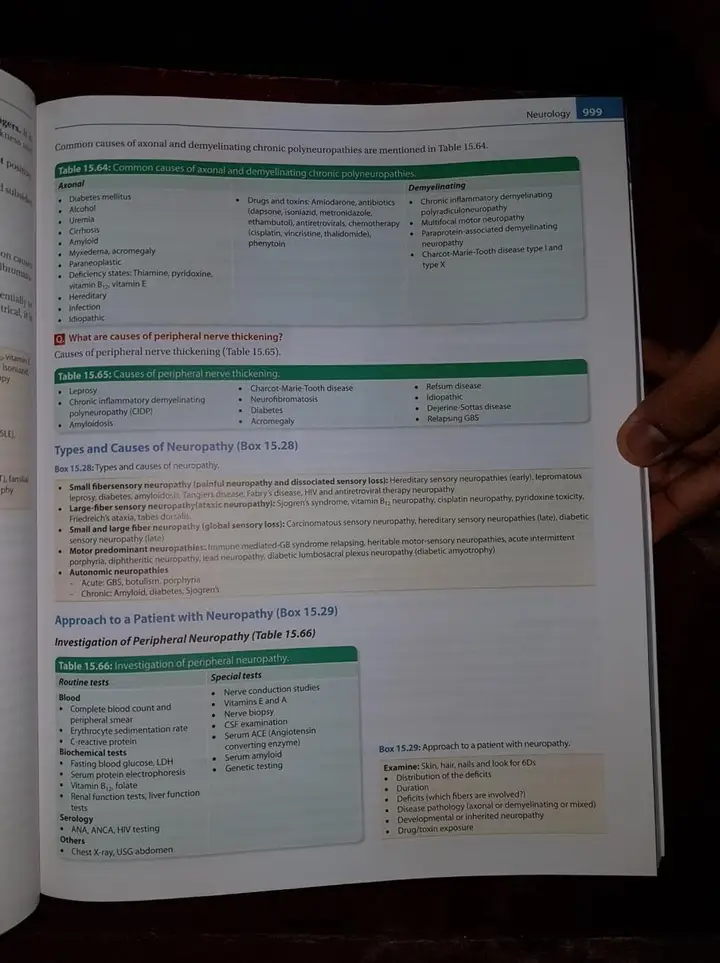 Neurology 999
Common causes of axonal and demyelinating chronic polyneuropathies are mentioned in Table 15.64.
Table 15.64: Common causes of axonal and demyelinating chronic polyneuropathies.
Axonal
• Diabetes mellitus
• Alcohol
• Uremia
• Cirrhosis
• Amyloid
• Myxedema, acromegaly
• Paraneoplastic
• Deficiency states: Thiamine, pyridoxine,
vitamin B12, vitamin E
• Hereditary
• Infection
• Idiopathic
• Drugs and toxins: Amiodarone, antibiotics
(dapsone, isoniazid, metronidazole,
ethambutol), antiretrovirals, chemotherapy
(cisplatin, vincristine, thalidomide),
phenytoin
Demyelinating
• Chronic inflammatory demyelinating
polyradiculoneuropathy
• Multifocal motor neuropathy
• Paraprotein-associated demyelinating
neuropathy
• Charcot-Marie-Tooth disease type I and
type X
Q. What are causes of peripheral nerve thickening?
Causes of peripheral nerve thickening (Table 15.65).
Table 15.65: Causes of peripheral nerve thickening.
• Leprosy
• Chronic inflammatory demyelinating
polyneuropathy (CIDP)
• Amyloidosis
• Charcot-Marie-Tooth disease
• Neurofibromatosis
• Diabetes
• Acromegaly
• Refsum disease
• Idiopathic
• Dejerine-Sottas disease
• Relapsing GBS
Types and Causes of Neuropathy (Box 15.28)
Box 15.28: Types and causes of neuropathy.
• Small fibersensory neuropathy (painful neuropathy and dissociated sensory loss): Hereditary sensory neuropathies (early), lepromatous
leprosy, diabetes, amyloidosis, Tangiers disease, Fabry's disease, HIV and antiretroviral therapy neuropathy
• Large-fiber sensory neuropathy(ataxic neuropathy): Sjogren's syndrome, vitamin B12 neuropathy, cisplatin neuropathy, pyridoxine toxicity,
Friedreich's ataxia, tabes dorsalis.
• Small and large fiber neuropathy (global sensory loss): Carcinomatous sensory neuropathy, hereditary sensory neuropathies (late), diabetic
sensory neuropathy (late)
• Motor predominant neuropathies: Immune mediated-GB syndrome relapsing, heritable motor-sensory neuropathies, acute intermittent
porphyria, diphtheritic neuropathy, lead neuropathy, diabetic lumbosacral plexus neuropathy (diabetic amyotrophy)
• Autonomic neuropathies
- Acute: GBS, botulism, porphyria
- Chronic: Amyloid, diabetes, Sjogren's
Approach to a Patient with Neuropathy (Box 15.29)
Investigation of Peripheral Neuropathy (Table 15.66)
Table 15.66: Investigation of peripheral neuropathy.
Routine tests
Blood
• Complete blood count and
peripheral smear
• Erythrocyte sedimentation rate
• C-reactive protein
Biochemical tests
• Fasting blood glucose, LDH
• Serum protein electrophoresis
• Vitamin B12, folate
• Renal function tests, liver function
tests
Serology
• ANA, ANCA, HIV testing
Others
• Chest X-ray, USG abdomen
Special tests
• Nerve conduction studies
• Vitamins E and A
• Nerve biopsy
• CSF examination
• Serum ACE (Angiotensin
converting enzyme)
• Serum amyloid
• Genetic testing
Box 15.29: Approach to a patient with neuropathy.
Examine: Skin, hair, nails and look for 6Ds
• Distribution of the deficits
• Duration
• Deficits (which fibers are involved?)
• Disease pathology (axonal or demyelinating or mixed)
• Developmental or inherited neuropathy
• Drug/toxin exposure